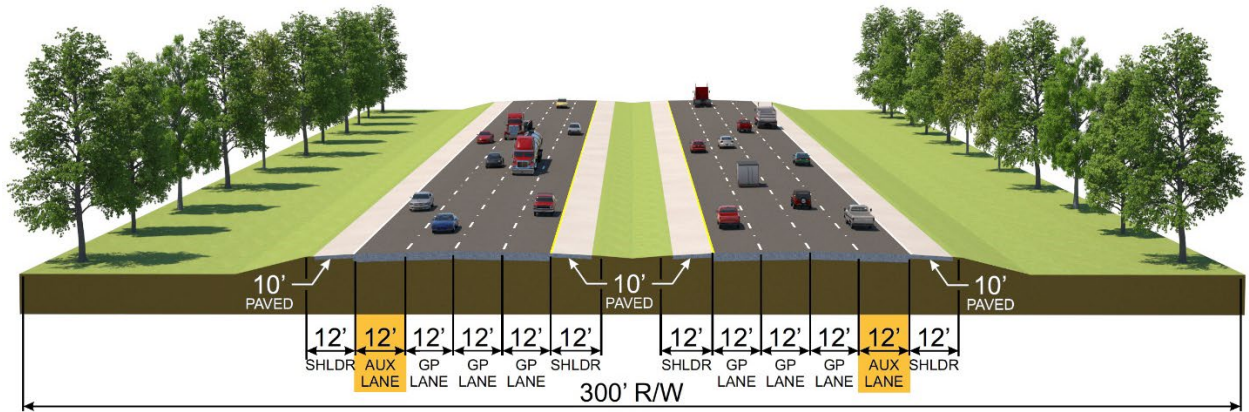 10’
PAVED
10’
PAVED
10’
PAVED
12’ 12’ 12’ 12’ 12’ 12’ 12’ 12’ 12’ 12’ 12’ 12’
SHLDR AUX GP GP GP SHLDR SHLDR GP GP GP AUX SHLDR
LANE LANE LANE LANE LANE LANE LANE LANE
300’ R/W